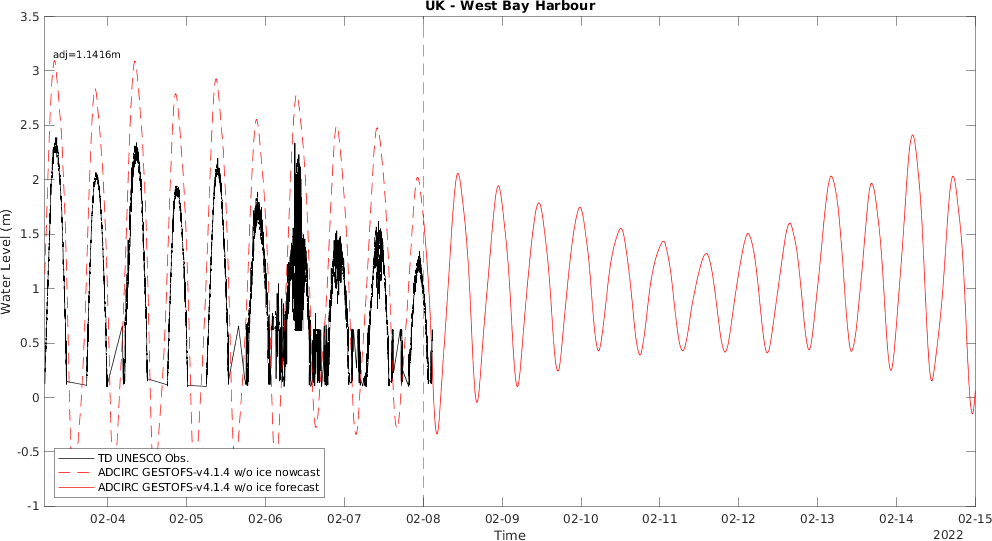 UK - West Bay Harbour
3.5
3
2.5
2
1.5
1
0.5
0
-0.5
-1
Water Level (m)
adj=1.1416m
TD UNESCO Obs.
ADCIRC GESTOFS-v4.1.4 w/o ice nowcast
ADCIRC GESTOFS-v4.1.4 w/o ice forecast
02-04 02-05 02-06 02-07 02-08 02-09 02-10 02-11 02-12 02-13 02-14 02-15
Time
2022